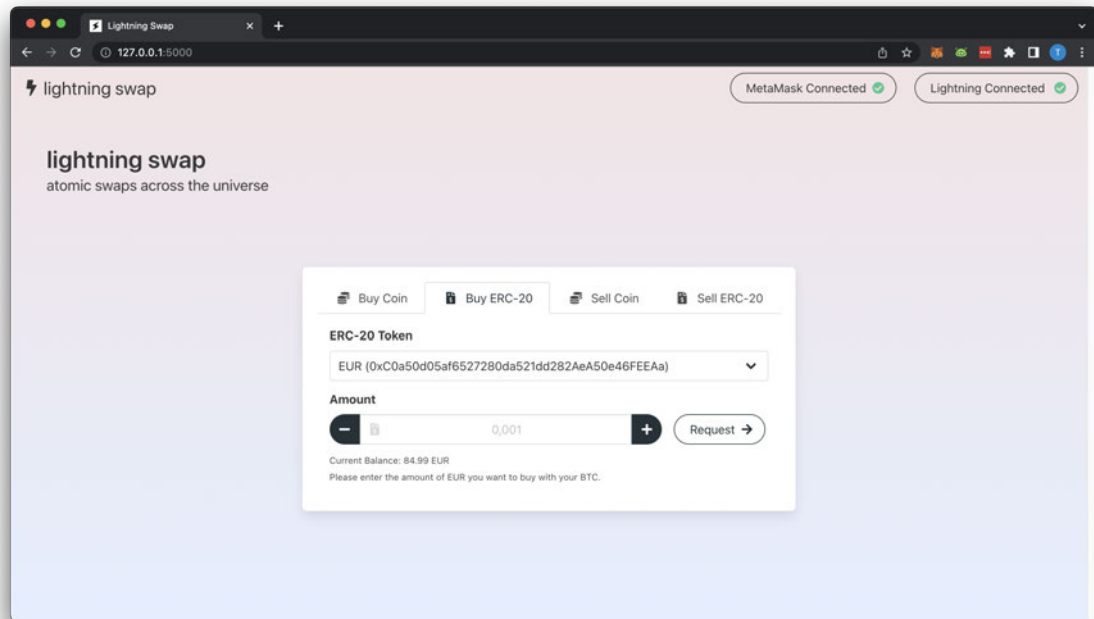 Lightning Swap
127.0.0.1:5000
T
lightning swap
MetaMask Connected
Lightning Connected
lightning swap
atomic swaps across the universe
Buy Coin
Buy ERC-20
Sell Coin
Sell ERC-20
ERC-20 Token
EUR (0xC0a50d05af6527280da521dd282AeA50e46FEEAa)
Amount
0,001
Request
Current Balance: 84.99 EUR
Please enter the amount of EUR you want to buy with your BTC.